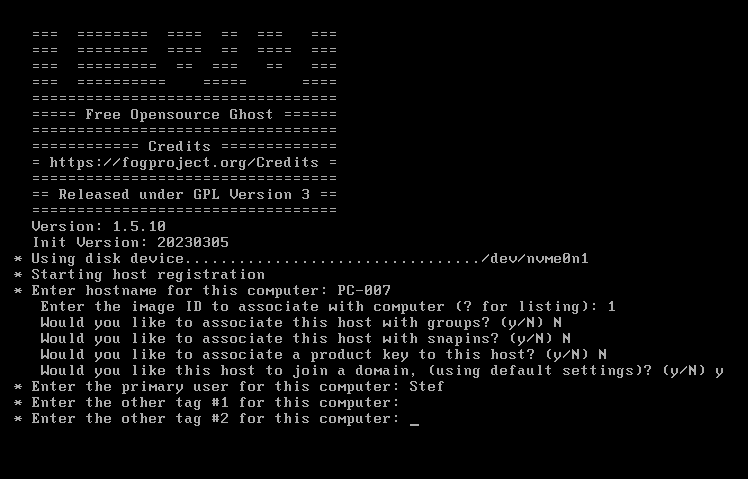 ===  ========  ====  ==  ===   ===
===  ========  ====  ==  ====  ===
===  =========  ==  ===   ==   ===
===  ==========    =====      ====
==================================
===== Free Opensource Ghost ======
==================================
============ Credits =============
= https://fogproject.org/Credits =
==================================
== Released under GPL Version 3 ==
==================================
Version: 1.5.10
Init Version: 20230305
* Using disk device................................./dev/nvme0n1
* Starting host registration
* Enter hostname for this computer: PC-007
Enter the image ID to associate with computer (? for listing): 1
Would you like to associate this host with groups? (y/N) N
Would you like to associate this host with snapins? (y/N) N
Would you like to associate a product key to this host? (y/N) N
Would you like this host to join a domain, (using default settings)? (y/N) y
* Enter the primary user for this computer: Stef
* Enter the other tag #1 for this computer:
* Enter the other tag #2 for this computer: _